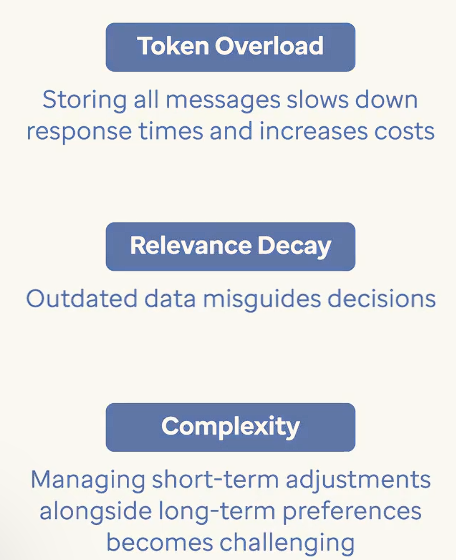 Token Overload
Storing all messages slows down
response times and increases costs
Relevance Decay
Outdated data misguides decisions
Complexity
Managing short-term adjustments
alongside long-term preferences
becomes challenging